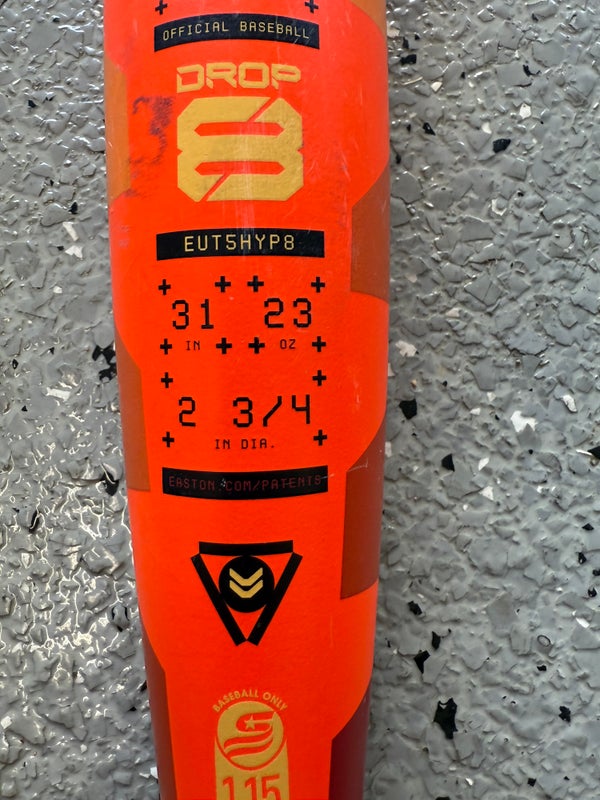 OFFICIAL BASEBALL
DROP
8
EUT5HYP8
31 23
IN OZ
2 3/4
IN DIA.
EASTON.COM/PATENTS
BASEBALL ONLY
1.15